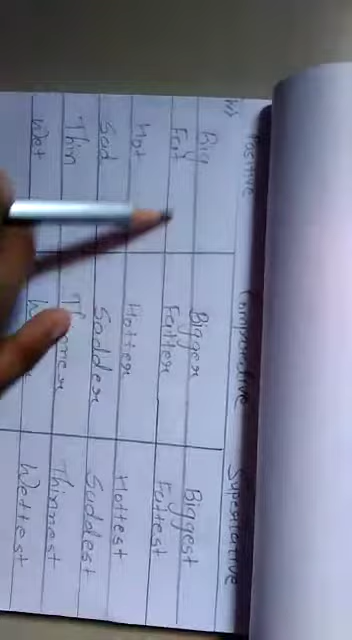 Positive Comparative Superlative
Big Bigger Biggest
Fat Fatter Fattest
Hot Hotter Hottest
Sad Sadder Saddest
Thin Thinnest
Wet Wettest